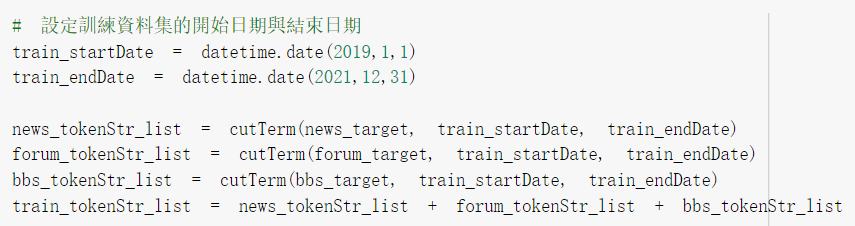 # 設定訓練資料集的開始日期與結束日期
train_startDate = datetime.date(2019,1,1)
train_endDate = datetime.date(2021,12,31)
news_tokenStr_list = cutTerm(news_target, train_startDate, train_endDate)
forum_tokenStr_list = cutTerm(forum_target, train_startDate, train_endDate)
bbs_tokenStr_list = cutTerm(bbs_target, train_startDate, train_endDate)
train_tokenStr_list = news_tokenStr_list + forum_tokenStr_list + bbs_tokenStr_list